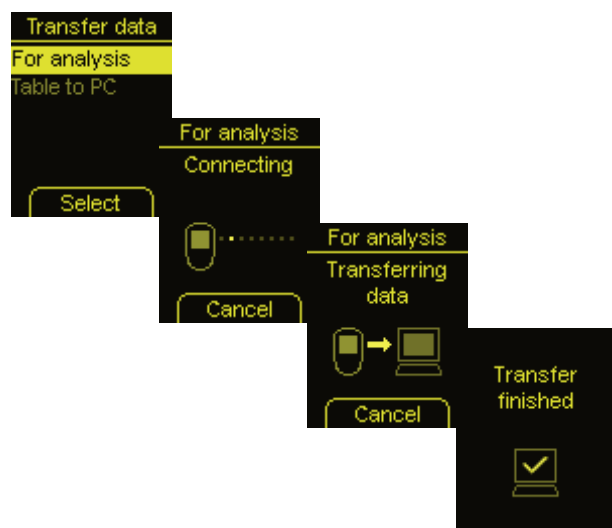 Transfer data
For analysis
Table to PC
Select
For analysis
Connecting
Cancel
For analysis
Transferring
data
Cancel
Transfer
finished